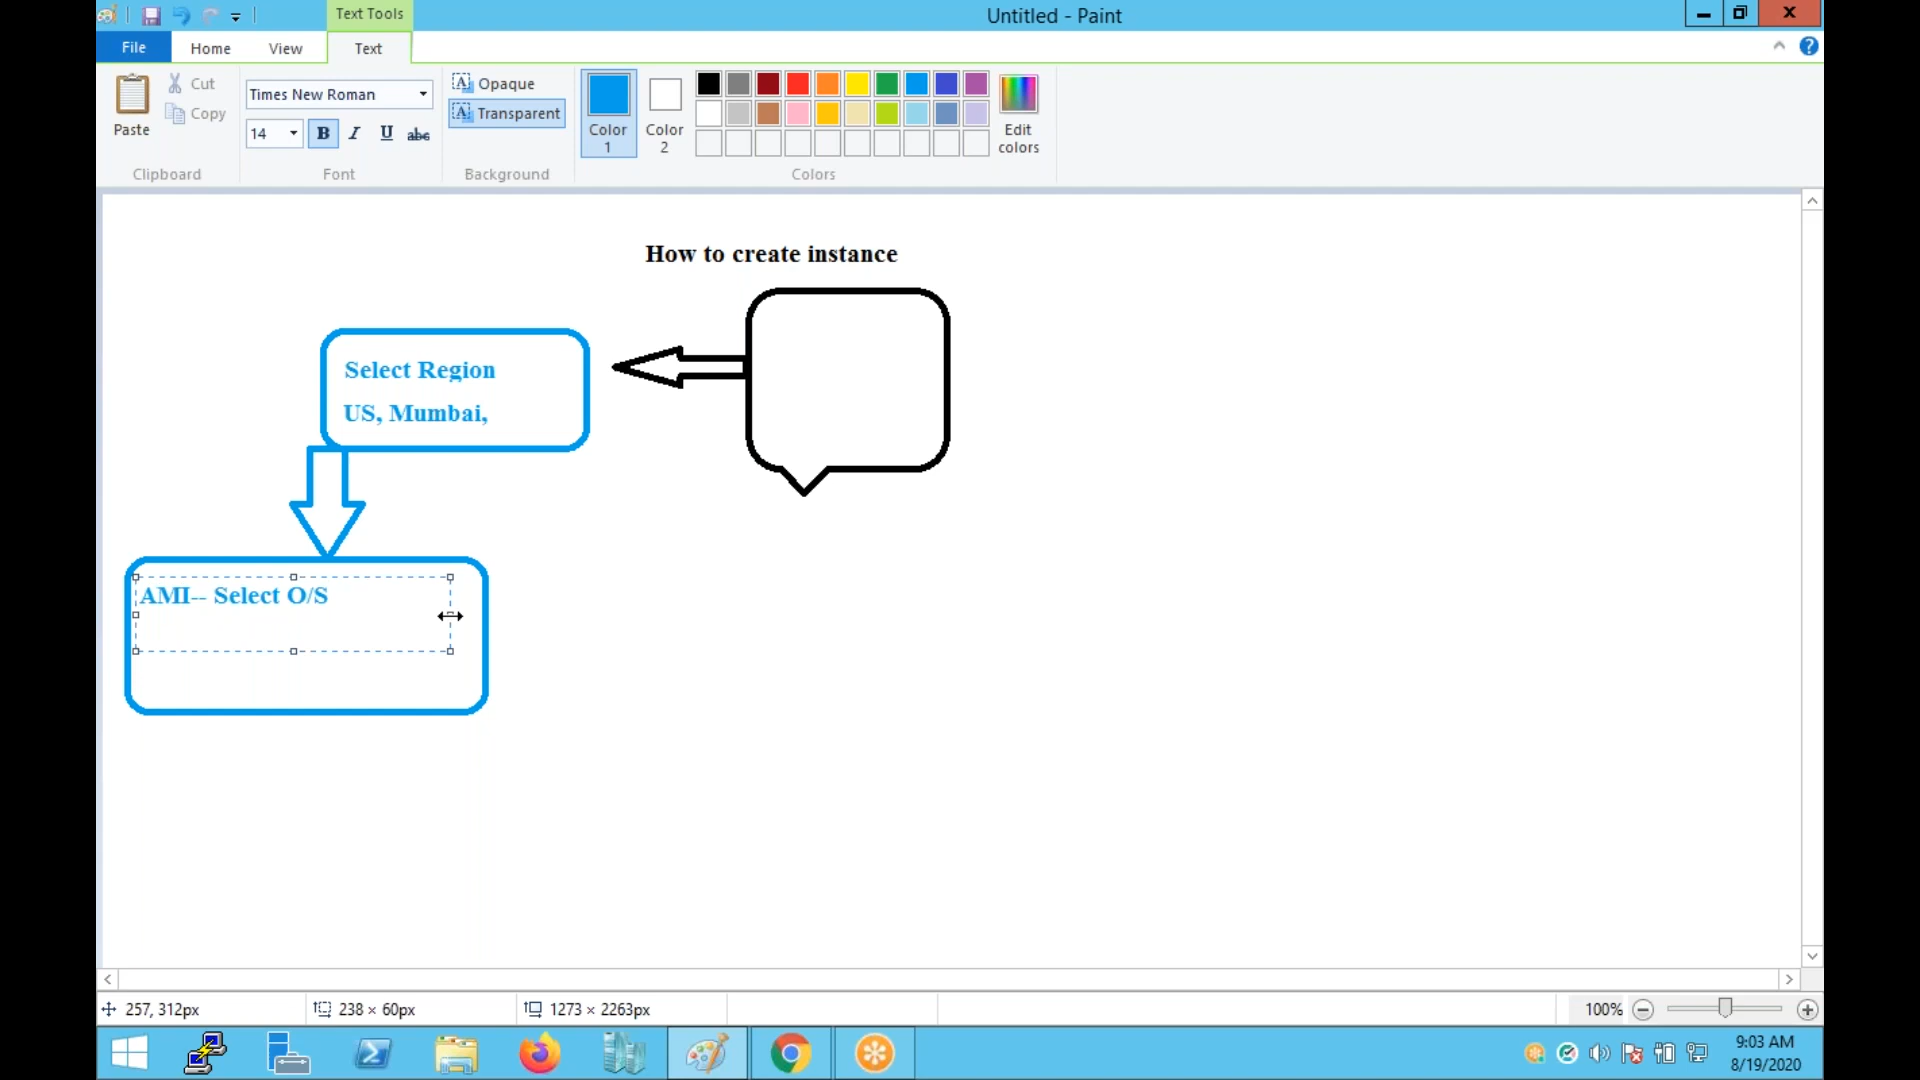 Text Tools
Untitled - Paint
File
Home
View
Text
Paste
Cut
Copy
Clipboard
Times New Roman
14
B
I
U
abc
Font
Opaque
Transparent
Background
Color
1
Color
2
Edit
colors
Colors
How to create instance
Select Region
US, Mumbai,
AMI-- Select O/S
257, 312px
238 × 60px
1273 × 2263px
100%
9:03 AM
8/19/2020